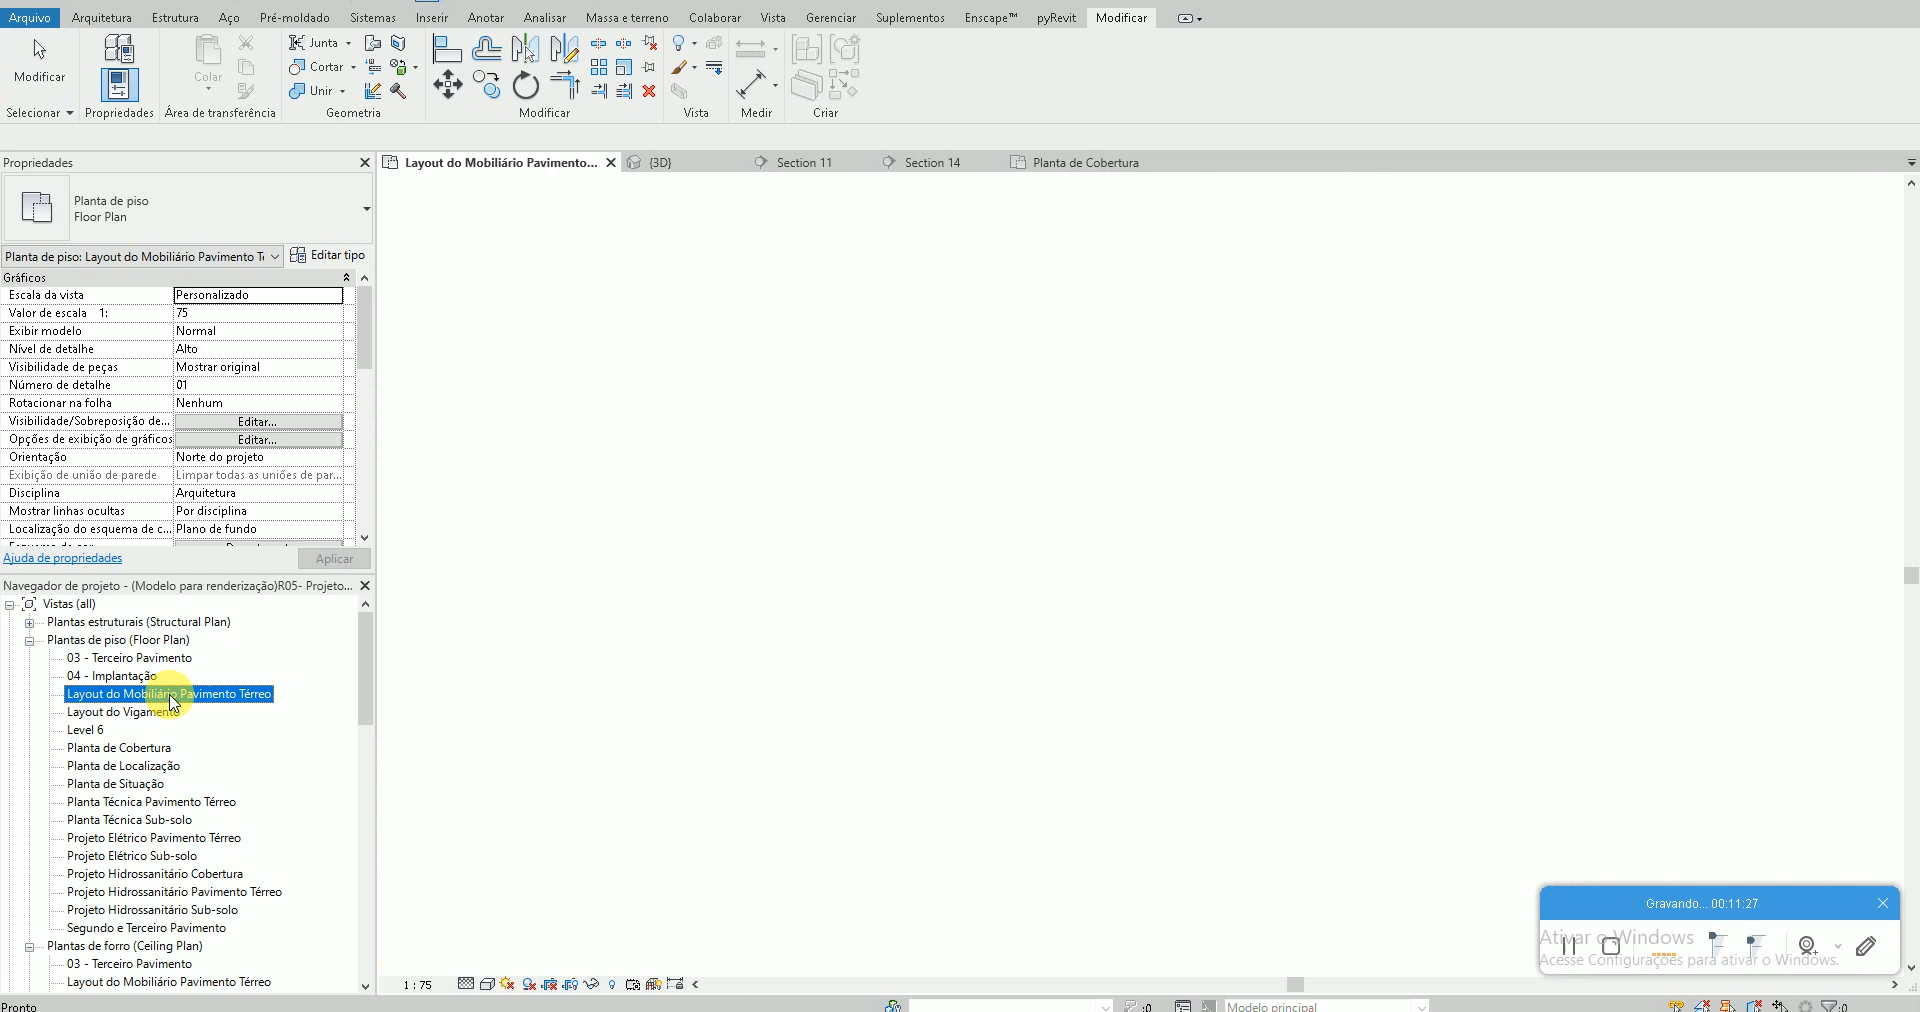 Arquivo Arquitetura Estrutura Aço Pré-moldado Sistemas Inserir Anotar Analisar Massa e terreno Colaborar Vista Gerenciar Suplementos Enscape™ pyRevit Modificar
Junta
Cortar
Unir
Modificar Colar
Selecionar Propriedades Área de transferência Geometria Modificar Vista Medir Criar
Propriedades
Layout do Mobiliário Pavimento... {3D} Section 11 Section 14 Planta de Cobertura
Planta de piso
Floor Plan
Planta de piso: Layout do Mobiliário Pavimento Té Editar tipo
Gráficos
Escala da vista Personalizado
Valor de escala 1: 75
Exibir modelo Normal
Nível de detalhe Alto
Visibilidade de peças Mostrar original
Número de detalhe 01
Rotacionar na folha Nenhum
Visibilidade/Sobreposição de... Editar...
Opções de exibição de gráficos Editar...
Orientação Norte do projeto
Exibição de união de parede Limpar todas as uniões de par...
Disciplina Arquitetura
Mostrar linhas ocultas Por disciplina
Localização do esquema de c... Plano de fundo
Ajuda de propriedades Aplicar
Navegador de projeto - (Modelo para renderização)R05- Projeto...
Vistas (all)
Plantas estruturais (Structural Plan)
Plantas de piso (Floor Plan)
03 - Terceiro Pavimento
04 - Implantação
Layout do Mobiliário Pavimento Térreo
Layout do Vigamento
Level 6
Planta de Cobertura
Planta de Localização
Planta de Situação
Planta Técnica Pavimento Térreo
Planta Técnica Sub-solo
Projeto Elétrico Pavimento Térreo
Projeto Elétrico Sub-solo
Projeto Hidrossanitário Cobertura
Projeto Hidrossanitário Pavimento Térreo
Projeto Hidrossanitário Sub-solo
Segundo e Terceiro Pavimento
Plantas de forro (Ceiling Plan)
03 - Terceiro Pavimento
Layout do Mobiliário Pavimento Térreo
Gravando... 00:11:27
Ativar o Windows
Acesse Configurações para ativar o Windows.
1 : 75
Pronto :0 Modelo principal :0